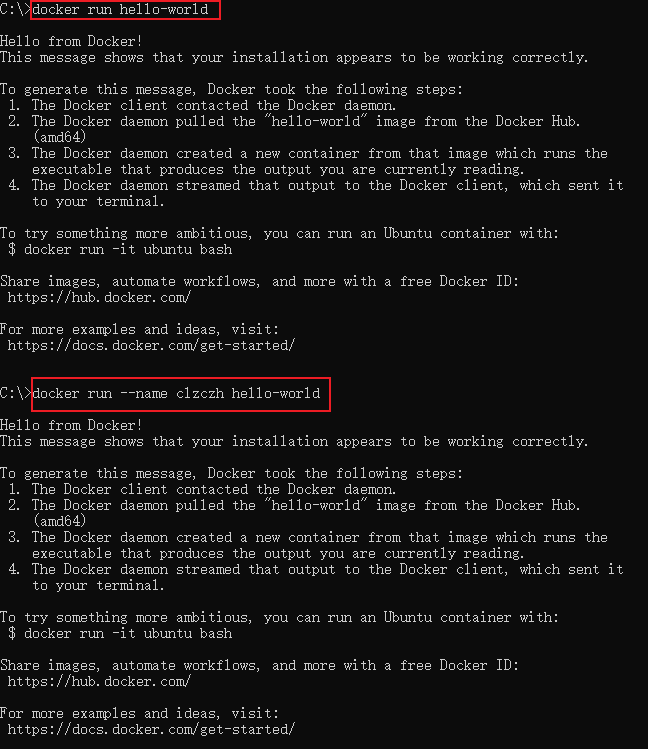 C:\>docker run hello-world
Hello from Docker!
This message shows that your installation appears to be working correctly.
To generate this message, Docker took the following steps:
1. The Docker client contacted the Docker daemon.
2. The Docker daemon pulled the "hello-world" image from the Docker Hub.
(amd64)
3. The Docker daemon created a new container from that image which runs the
executable that produces the output you are currently reading.
4. The Docker daemon streamed that output to the Docker client, which sent it
to your terminal.
To try something more ambitious, you can run an Ubuntu container with:
$ docker run -it ubuntu bash
Share images, automate workflows, and more with a free Docker ID:
https://hub.docker.com/
For more examples and ideas, visit:
https://docs.docker.com/get-started/
C:\>docker run --name clzczh hello-world
Hello from Docker!
This message shows that your installation appears to be working correctly.
To generate this message, Docker took the following steps:
1. The Docker client contacted the Docker daemon.
2. The Docker daemon pulled the "hello-world" image from the Docker Hub.
(amd64)
3. The Docker daemon created a new container from that image which runs the
executable that produces the output you are currently reading.
4. The Docker daemon streamed that output to the Docker client, which sent it
to your terminal.
To try something more ambitious, you can run an Ubuntu container with:
$ docker run -it ubuntu bash
Share images, automate workflows, and more with a free Docker ID:
https://hub.docker.com/
For more examples and ideas, visit:
https://docs.docker.com/get-started/